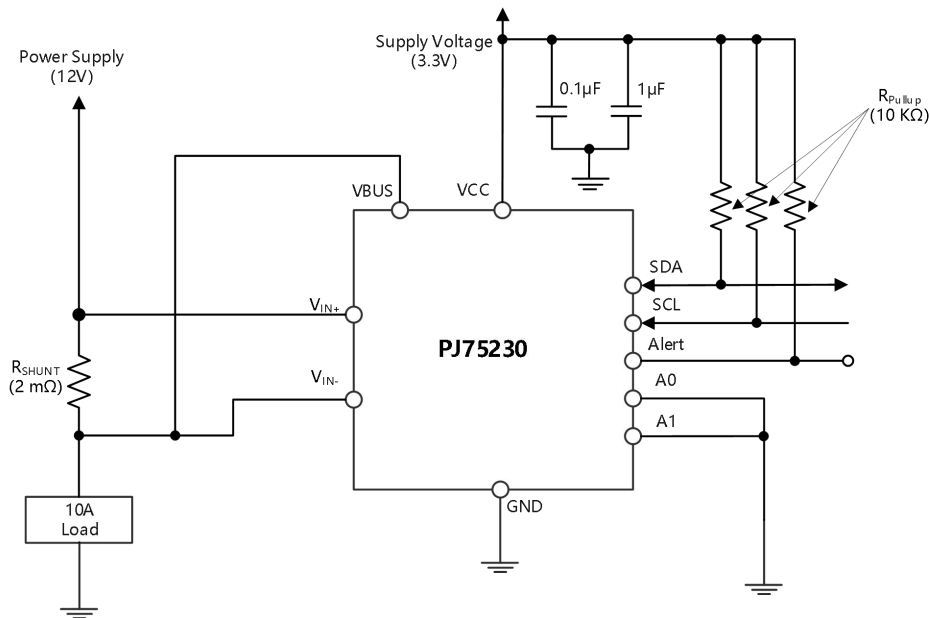 Power Supply
(12V)
Supply Voltage
(3.3V)
0.1µF
1µF
RPullup
(10 KΩ)
VBUS
VCC
SDA
VIN+
SCL
PJ75230
Alert
RSHUNT
(2 mΩ)
VIN-
A0
A1
10A
Load
GND